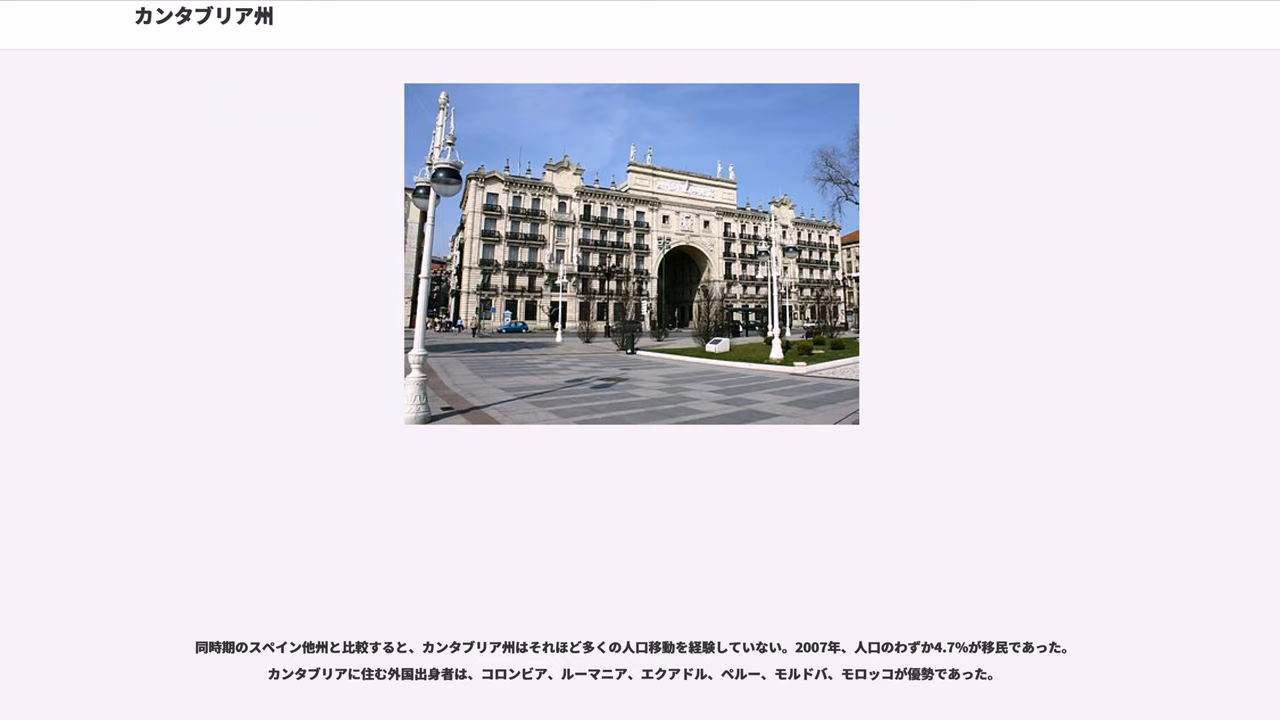 カンタブリア州
同時期のスペイン他州と比較すると、カンタブリア州はそれほど多くの人口移動を経験していない。2007年、人口のわずか4.7%が移民であった。
カンタブリアに住む外国出身者は、コロンビア、ルーマニア、エクアドル、ペルー、モルドバ、モロッコが優勢であった。